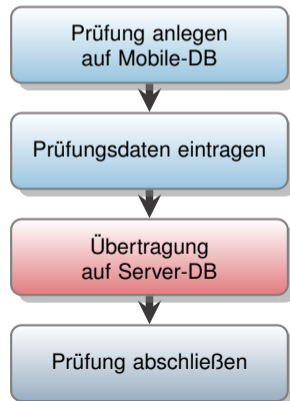 Prüfung anlegen
auf Mobile-DB
Prüfungsdaten eintragen
Übertragung
auf Server-DB
Prüfung abschließen